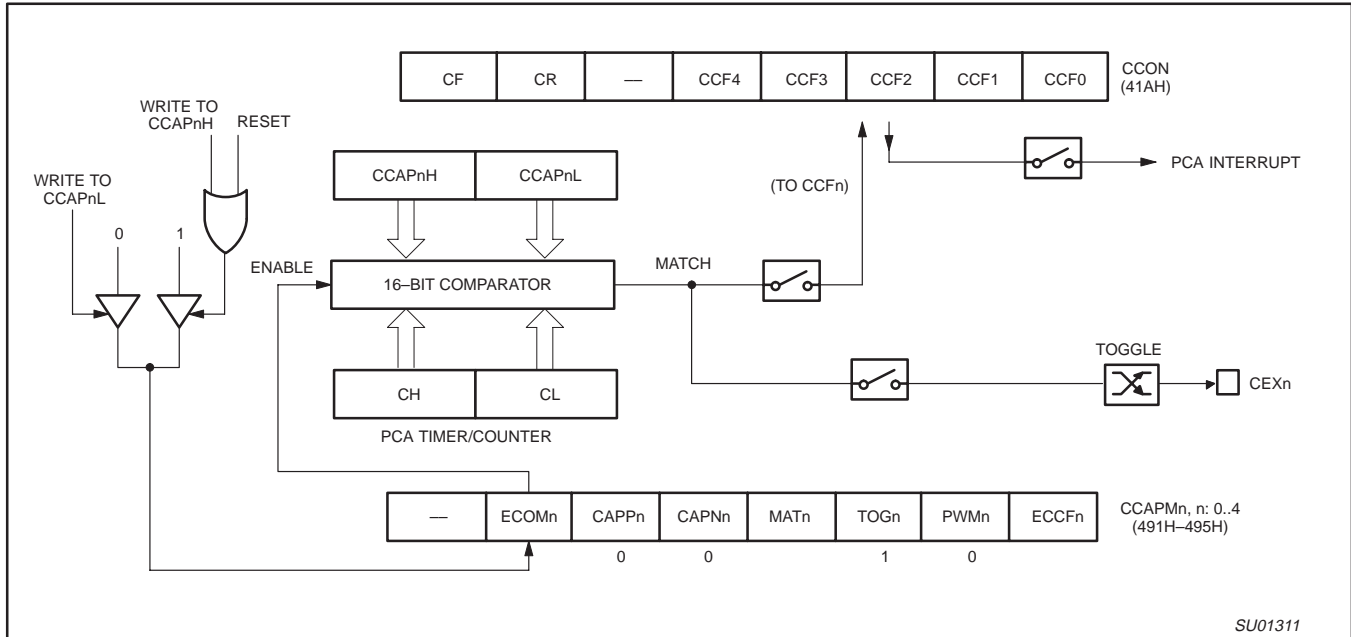 CF CR — CCF4 CCF3 CCF2 CCF1 CCF0
CCON
(41AH)
WRITE TO
CCAPnH
RESET
WRITE TO
CCAPnL
0 1
CCAPnH CCAPnL
(TO CCFn)
PCA INTERRUPT
ENABLE
16–BIT COMPARATOR
MATCH
CH CL
PCA TIMER/COUNTER
TOGGLE
CEXn
— ECOMn CAPPn CAPNn MATn TOGn PWMn ECCFn
CCAPMn, n: 0..4
(491H–495H)
0 0 1 0
SU01311